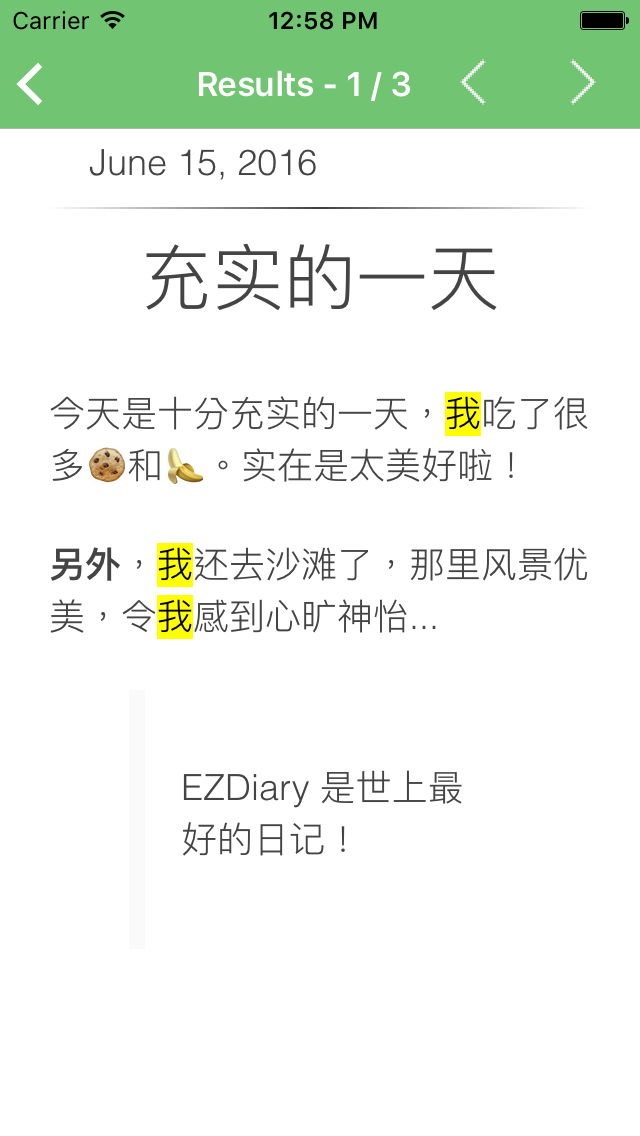 Carrier 12:58 PM
Results - 1 / 3
June 15, 2016
充实的一天
今天是十分充实的一天，我吃了很
多🍪和🍌。实在是太美好啦！
另外，我还去沙滩了，那里风景优
美，令我感到心旷神怡...
EZDiary 是世上最
好的日记！